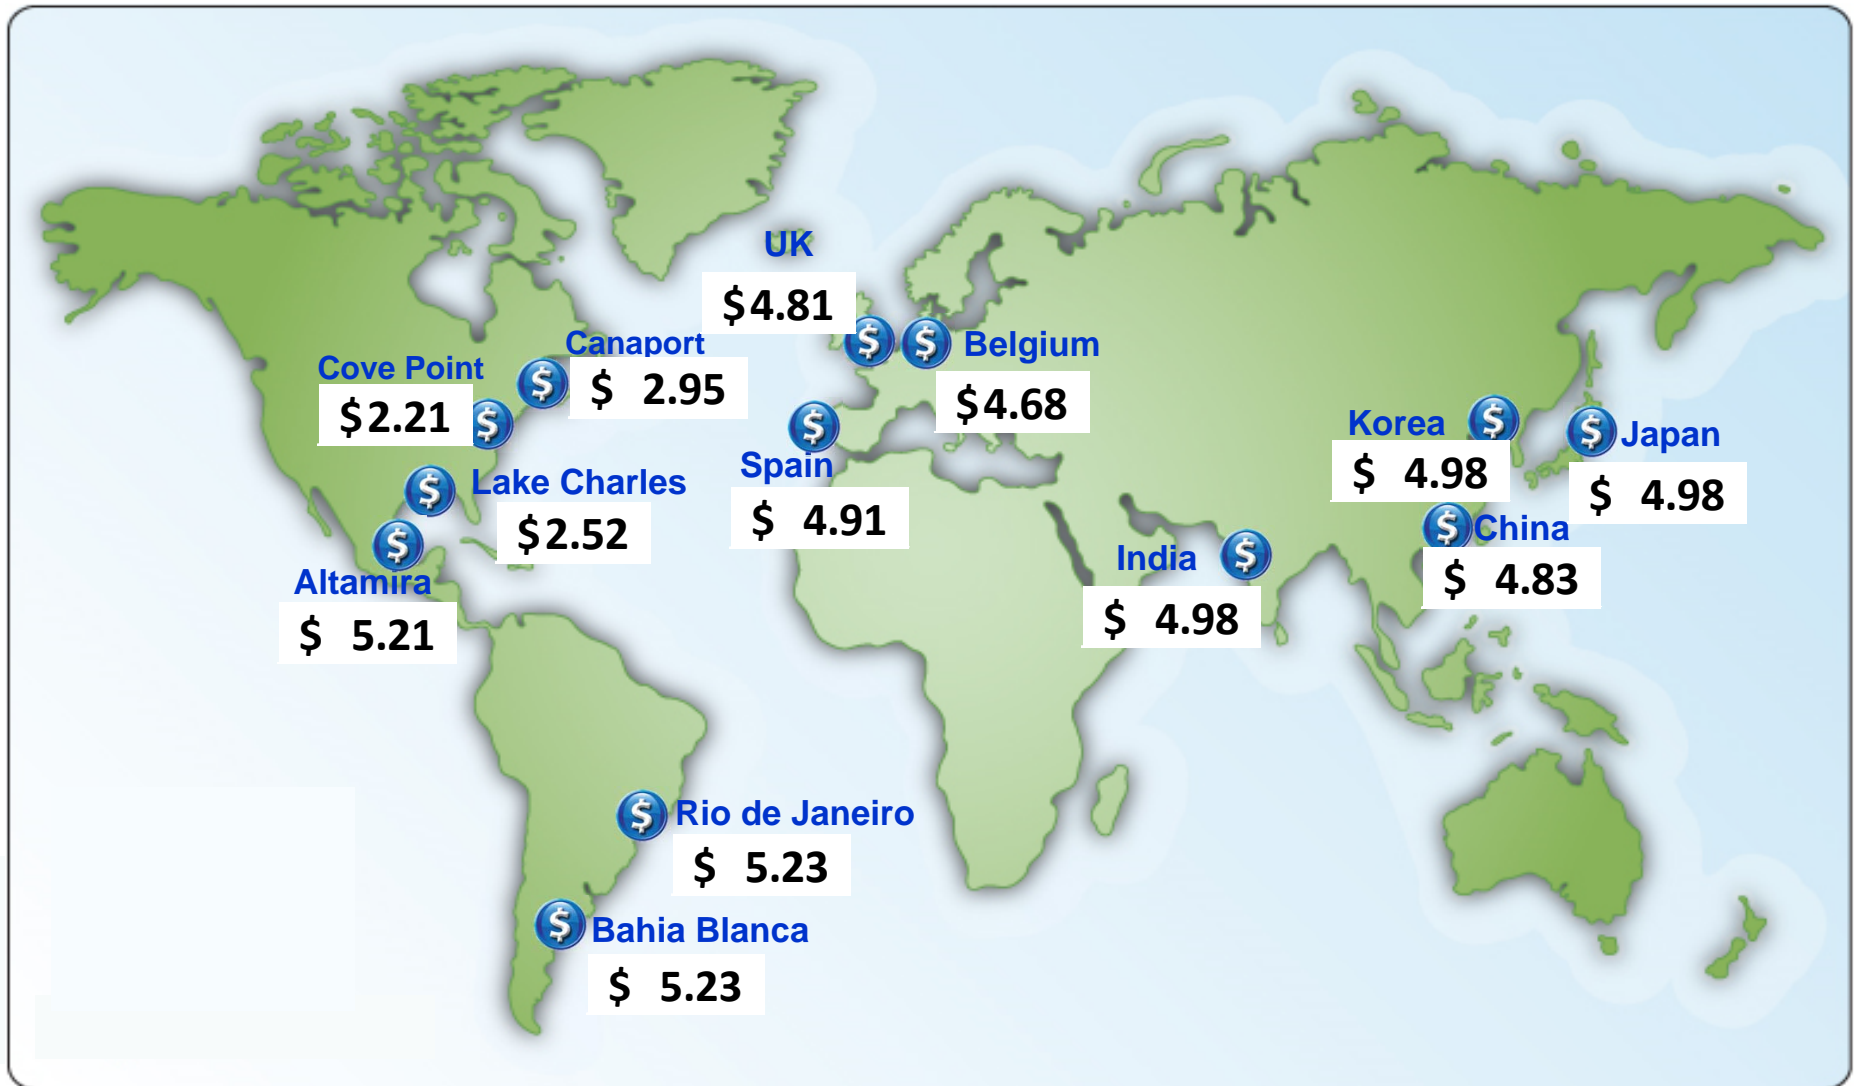 UK
$4.81
Canaport
$ 2.95
Cove Point
$2.21
Belgium
$4.68
Lake Charles
$2.52
Spain
$ 4.91
Korea
$ 4.98
Japan
$ 4.98
China
$ 4.83
India
$ 4.98
Altamira
$ 5.21
Rio de Janeiro
$ 5.23
Bahia Blanca
$ 5.23